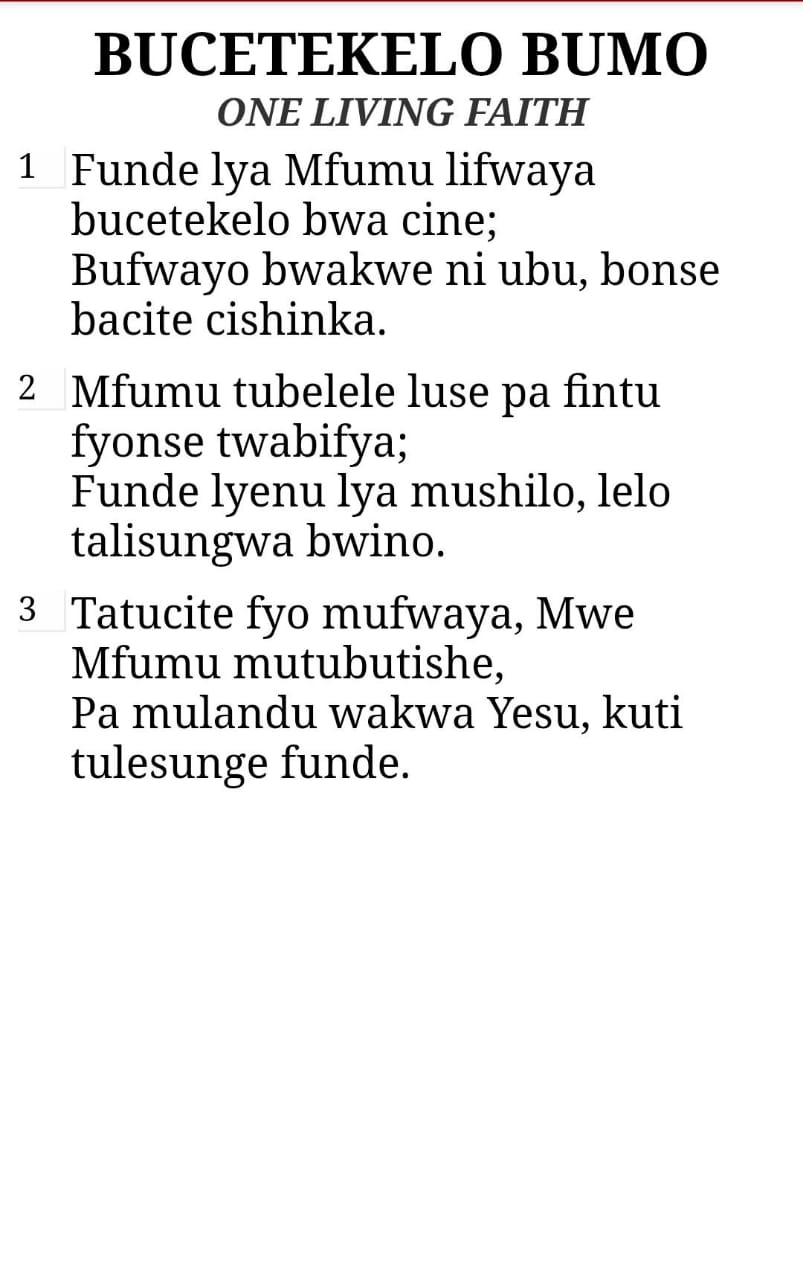 BUCETEKELO BUMO
ONE LIVING FAITH
1 Funde lya Mfumu lifwaya
bucetekelo bwa cine;
Bufwayo bwakwe ni ubu, bonse
bacite cishinka.
2 Mfumu tubelele luse pa fintu
fyonse twabifya;
Funde lyenu lya mushilo, lelo
talisungwa bwino.
3 Tatucite fyo mufwaya, Mwe
Mfumu mutubutishe,
Pa mulandu wakwa Yesu, kuti
tulesunge funde.